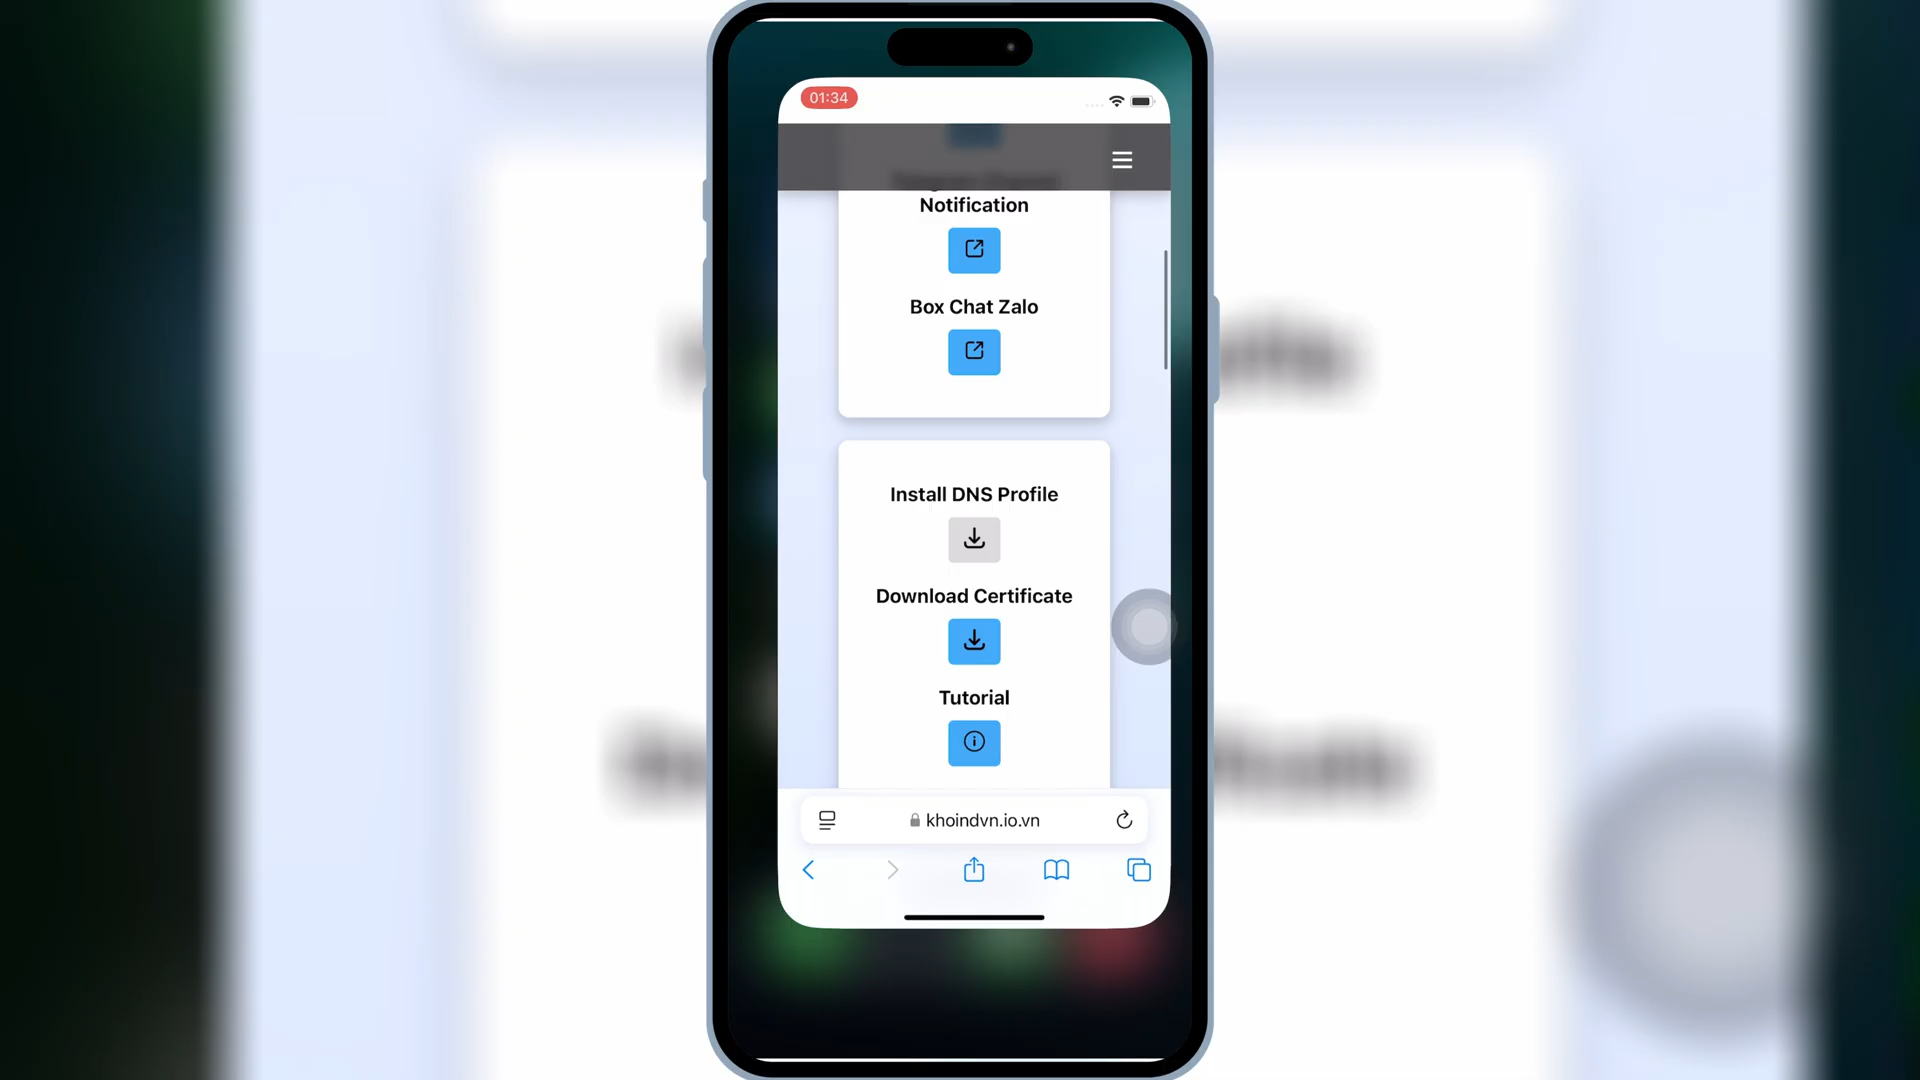 01:34
Notification
Box Chat Zalo
Install DNS Profile
Download Certificate
Tutorial
khoindvn.io.vn